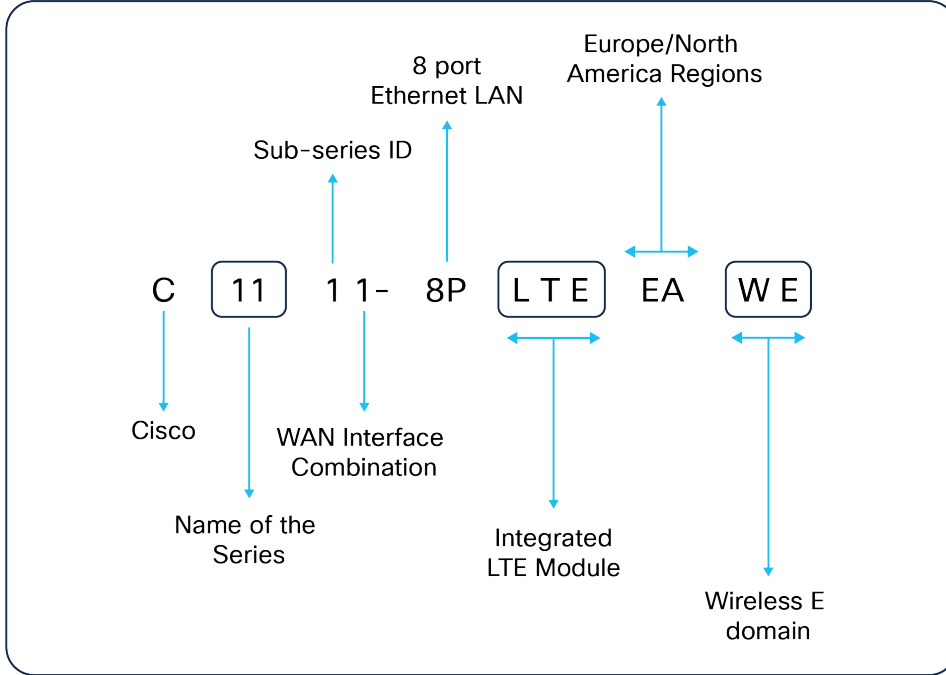 Europe/North
America Regions
8 port
Ethernet LAN
Sub-series ID
C 11 1 1- 8P L T E EA W E
Cisco
WAN Interface
Combination
Name of the
Series
Integrated
LTE Module
Wireless E
domain